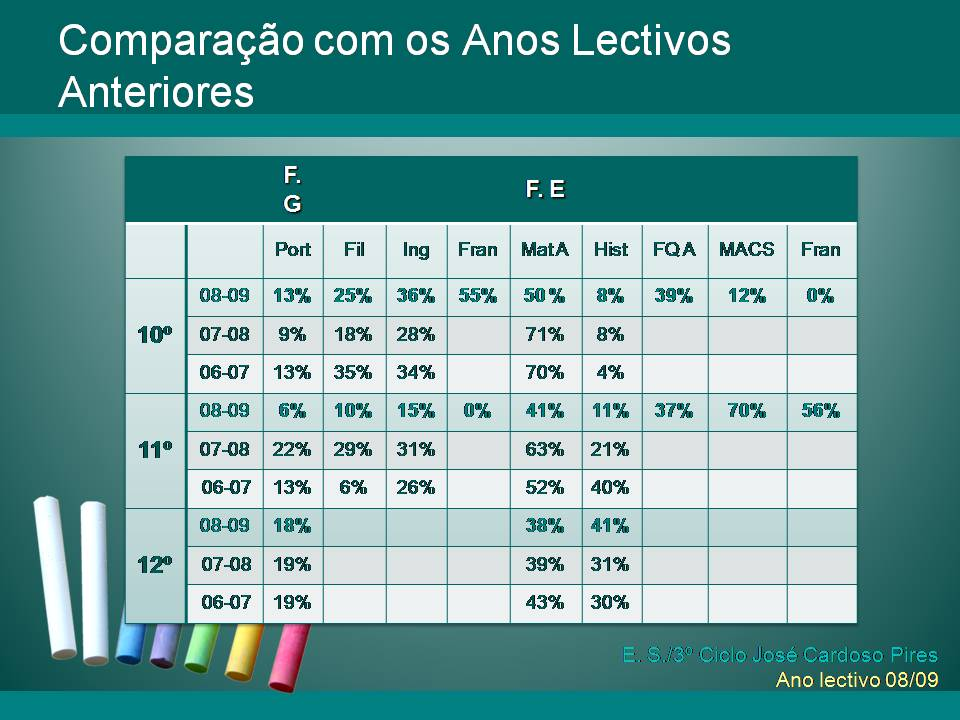 Comparação com os Anos Lectivos
Anteriores
F.
G
F. E
Port Fil Ing Fran MatA Hist FQA MACS Fran
10º
08-09 13% 25% 36% 55% 50% 8% 39% 12% 0%
07-08 9% 18% 28% 71% 8%
06-07 13% 35% 34% 70% 4%
11º
08-09 6% 10% 15% 0% 41% 11% 37% 70% 56%
07-08 22% 29% 31% 63% 21%
06-07 13% 6% 26% 52% 40%
12º
08-09 18% 38% 41%
07-08 19% 39% 31%
06-07 19% 43% 30%
E. S./3º Ciclo José Cardoso Pires
Ano lectivo 08/09